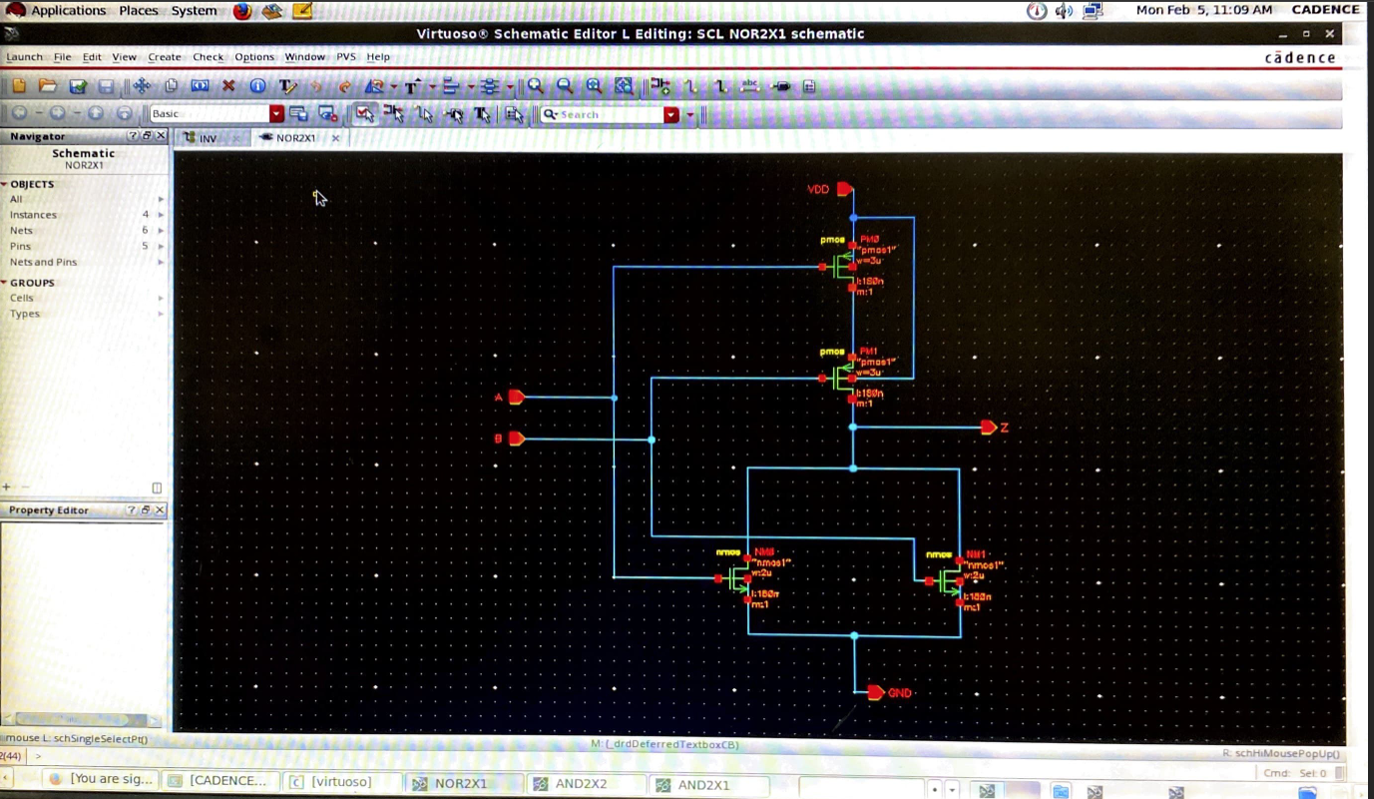 Applications Places System
Mon Feb 5, 11:09 AM CADENCE
Virtuoso® Schematic Editor L Editing: SCL NOR2X1 schematic
Launch File Edit View Create Check Options Window PVS Help
cādence
Basic
Search
Navigator
INV
NOR2X1
Schematic
NOR2X1
OBJECTS
All
Instances 4
Nets 6
Pins 5
Nets and Pins
GROUPS
Cells
Types
Property Editor
VDD
pmos
PM0
"pmos1"
w=3u
l:180n
m:1
pmos
PM1
"pmos1"
w=3u
l:180n
m:1
A
B
Z
nmos
NM0
"nmos1"
w:2u
l:180n
m:1
nmos
NM1
"nmos1"
w:2u
l:180n
m:1
GND
mouse L: schSingleSelectPt()
M: (_drdDeferredTextboxCB)
R: schHiMousePopUp()
2(44) >
Cmd: Sel: 0
[You are sig...
[CADENCE...
[virtuoso]
NOR2X1
AND2X2
AND2X1